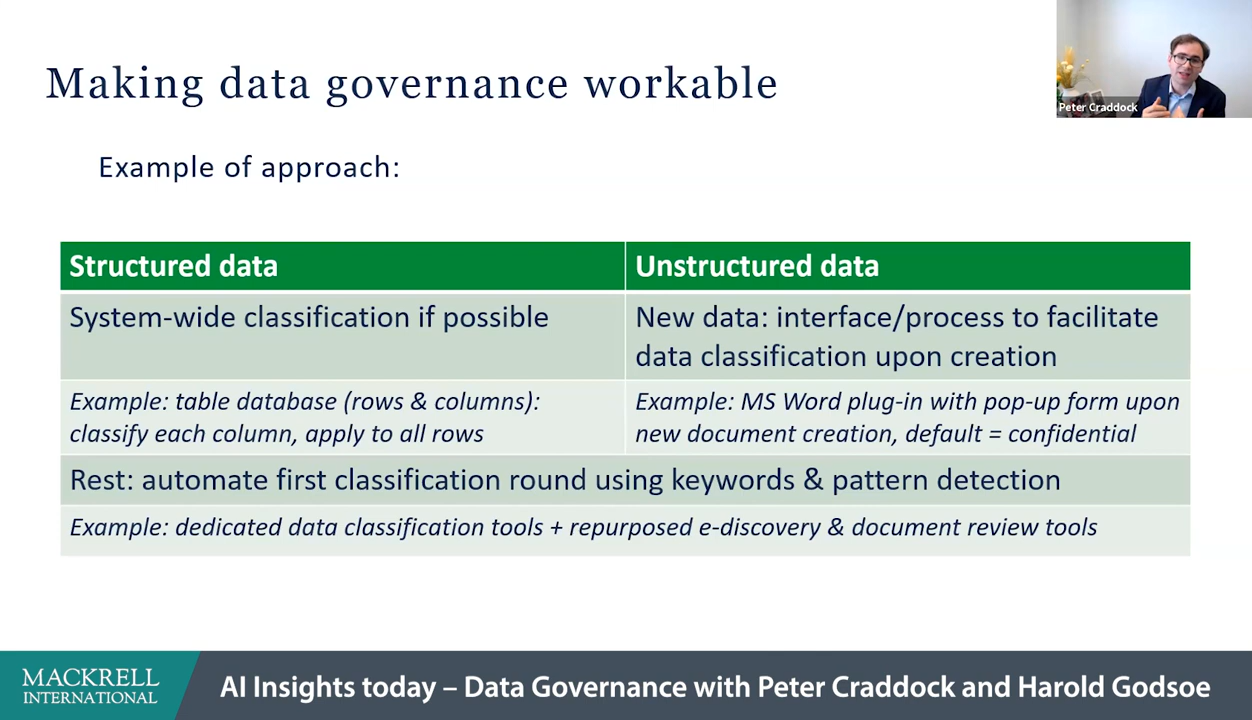 Making data governance workable
Peter Craddock
Example of approach:
Structured data
Unstructured data
System-wide classification if possible
New data: interface/process to facilitate
data classification upon creation
Example: table database (rows & columns):
classify each column, apply to all rows
Example: MS Word plug-in with pop-up form upon
new document creation, default = confidential
Rest: automate first classification round using keywords & pattern detection
Example: dedicated data classification tools + repurposed e-discovery & document review tools
MACKRELL
INTERNATIONAL
AI Insights today – Data Governance with Peter Craddock and Harold Godsoe